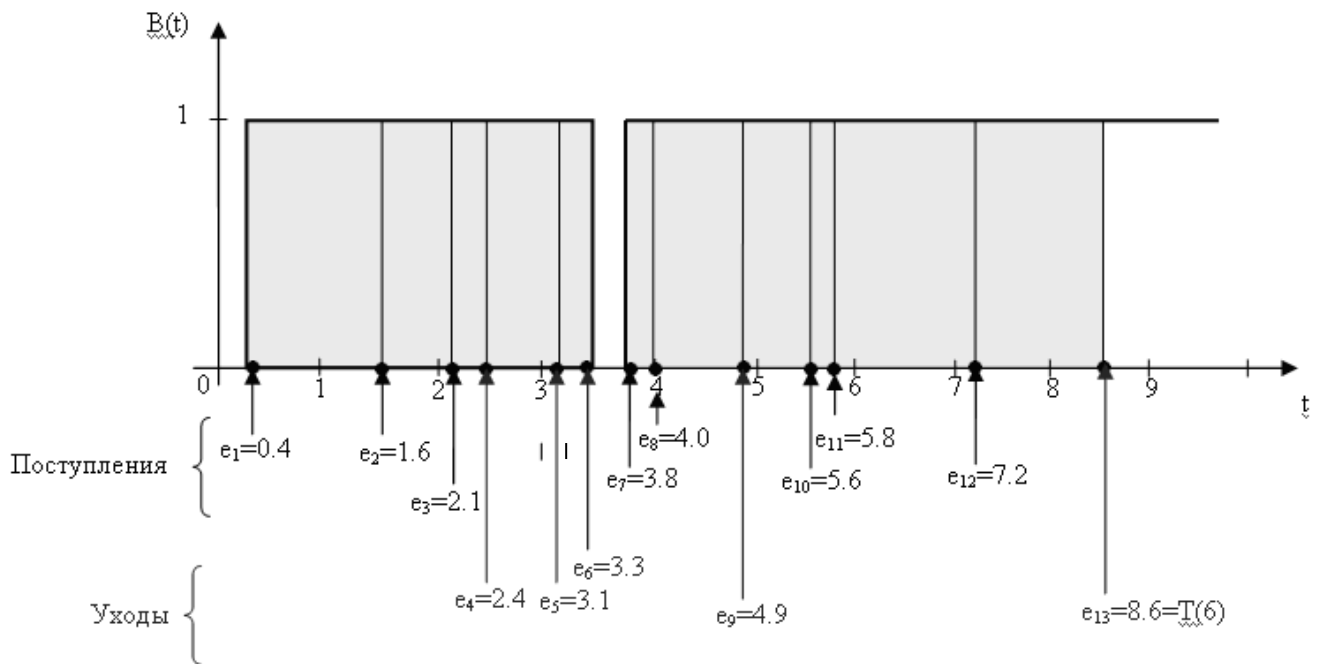 B(t)
1
0 1 2 3 4 5 6 7 8 9
t
Поступления
e₁=0.4
e₂=1.6
e₃=2.1
e₈=4.0
e₇=3.8
e₁₁=5.8
e₁₀=5.6
e₁₂=7.2
Уходы
e₄=2.4
e₅=3.1
e₆=3.3
e₉=4.9
e₁₃=8.6=T(6)